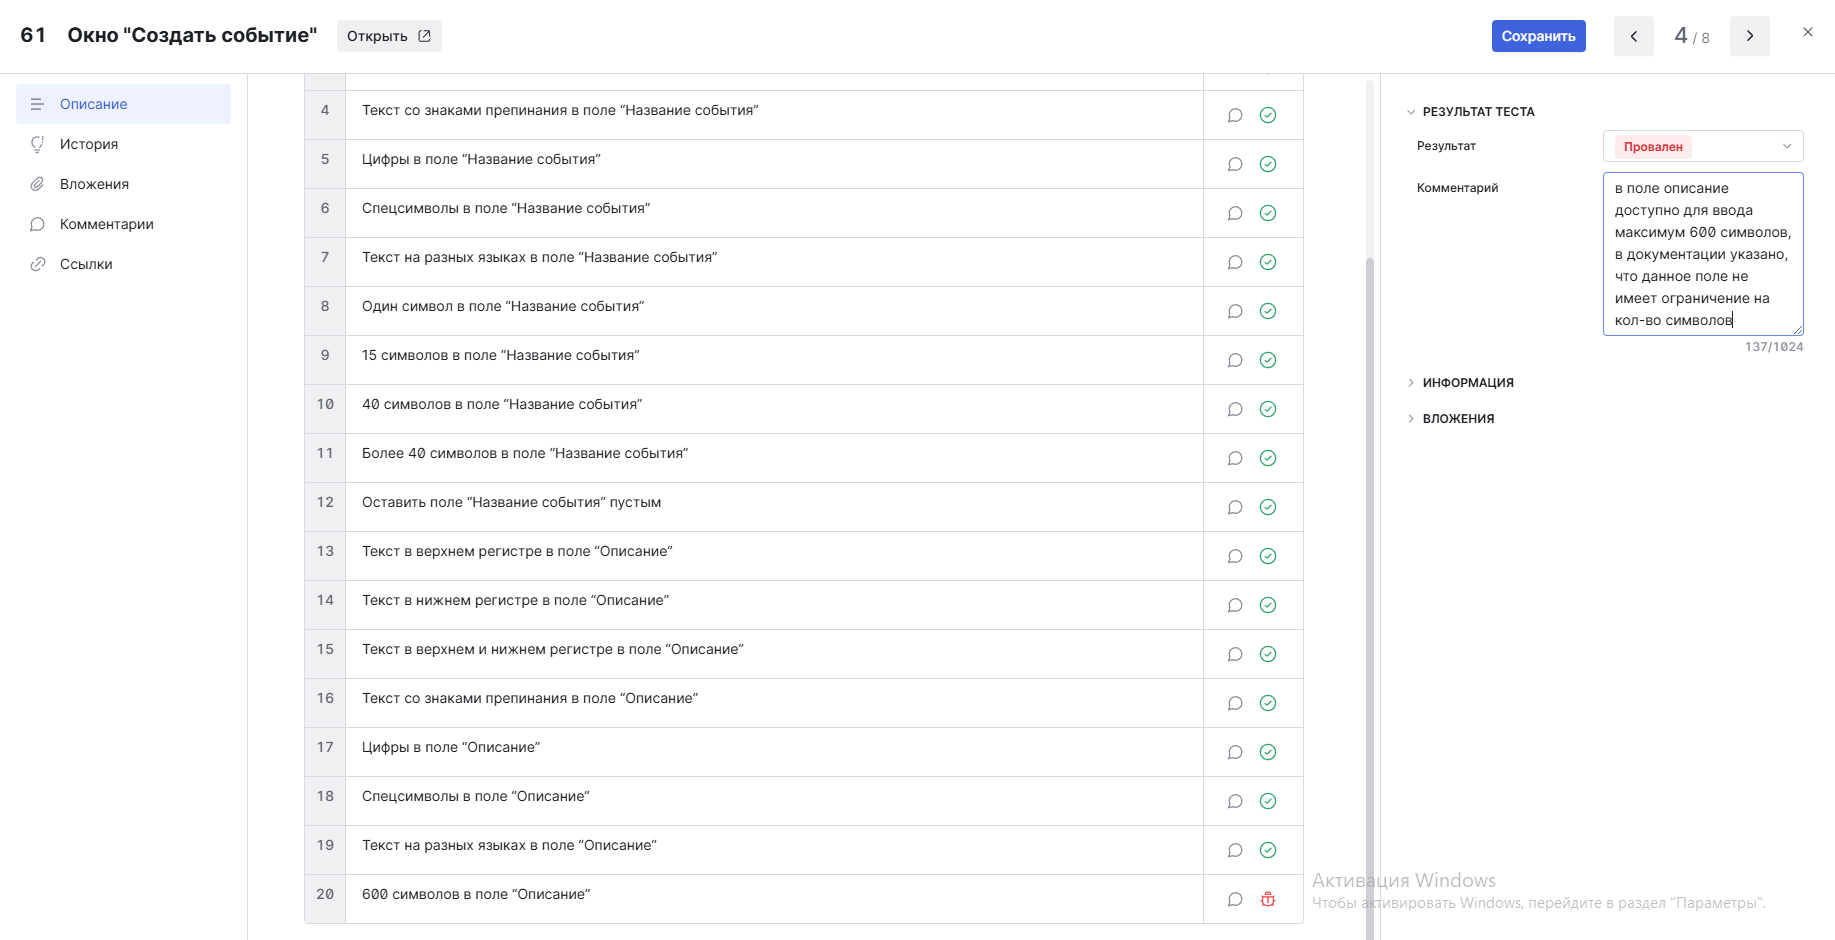 61 Окно "Создать событие" Открыть Сохранить 4 / 8
Описание
История
Вложения
Комментарии
Ссылки
4 Текст со знаками препинания в поле “Название события”
5 Цифры в поле “Название события”
6 Спецсимволы в поле “Название события”
7 Текст на разных языках в поле “Название события”
8 Один символ в поле “Название события”
9 15 символов в поле “Название события”
10 40 символов в поле “Название события”
11 Более 40 символов в поле “Название события”
12 Оставить поле “Название события” пустым
13 Текст в верхнем регистре в поле “Описание”
14 Текст в нижнем регистре в поле “Описание”
15 Текст в верхнем и нижнем регистре в поле “Описание”
16 Текст со знаками препинания в поле “Описание”
17 Цифры в поле “Описание”
18 Спецсимволы в поле “Описание”
19 Текст на разных языках в поле “Описание”
20 600 символов в поле “Описание”
РЕЗУЛЬТАТ ТЕСТА
Результат Провален
Комментарий
в поле описание
доступно для ввода
максимум 600 символов,
в документации указано,
что данное поле не
имеет ограничение на
кол-во символов
137/1024
ИНФОРМАЦИЯ
ВЛОЖЕНИЯ
Активация Windows
Чтобы активировать Windows, перейдите в раздел "Параметры".